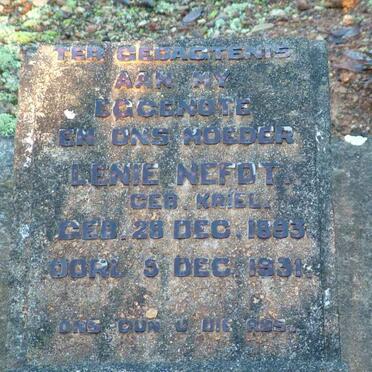 TER GEDAGTENIS
AAN MY
EGGENOTE
EN ONS MOEDER
LENIE NEFDT.
GEB. KRIEL.
GEB. 28 DEC. 1893
OORL 5 DEC. 1931.
ONS GUN U DIE RUS.